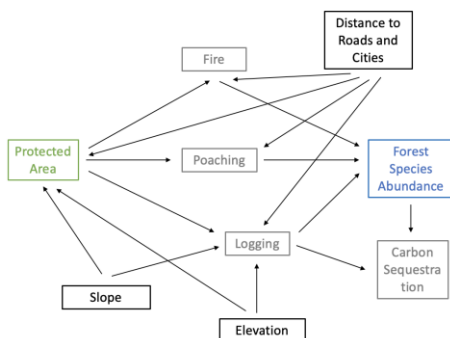 Distance to
Roads and
Cities
Fire
Protected
Area
Poaching
Forest
Species
Abundance
Logging
Carbon
Sequestra
tion
Slope
Elevation